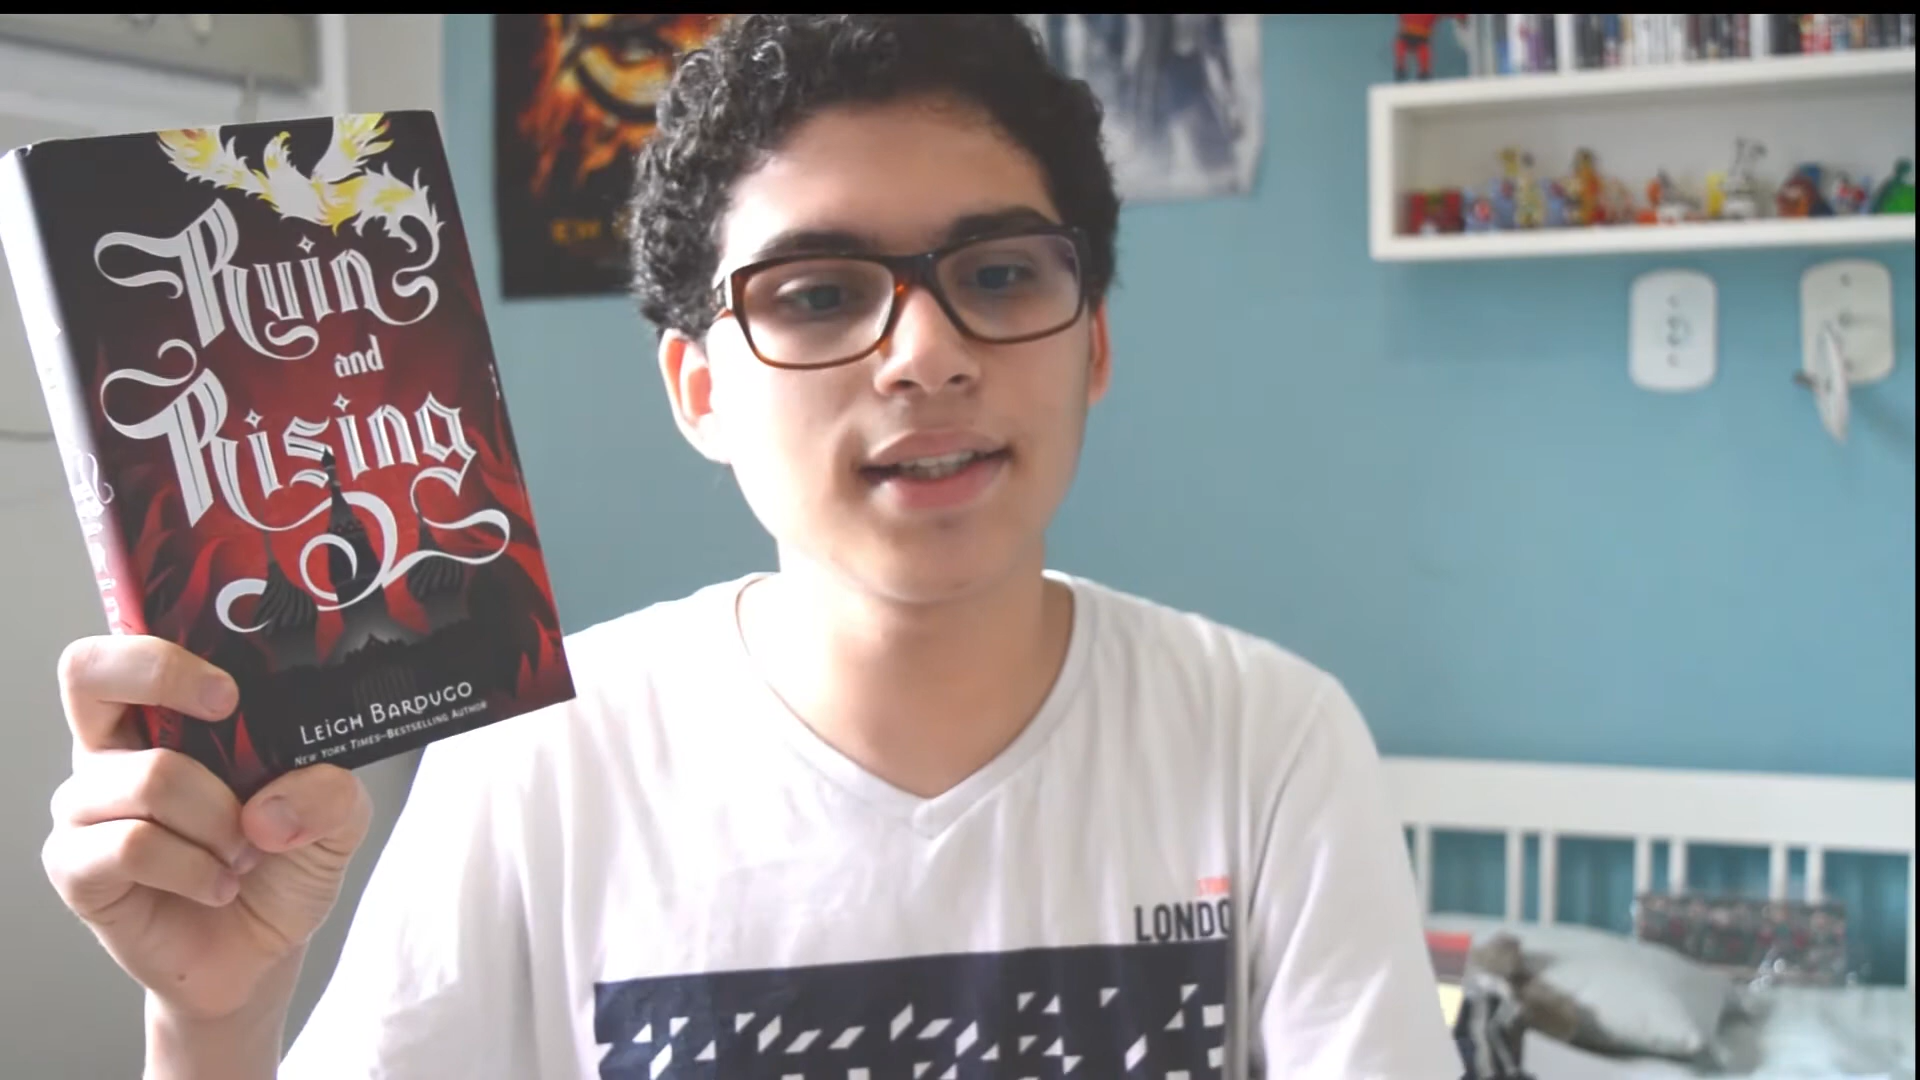 Ruin
and
Rising
Leigh Bardugo
New York Times–Bestselling Author
LONDO